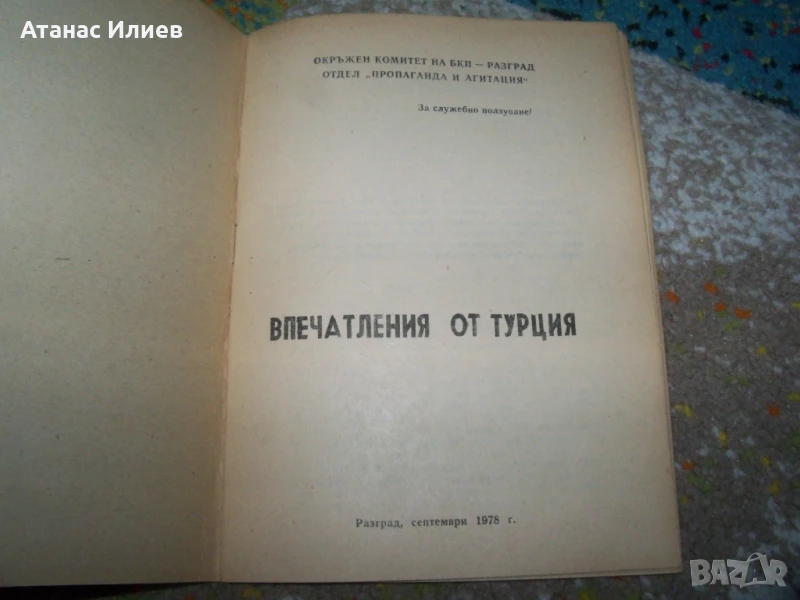 Атанас Илиев
ОКРЪЖЕН КОМИТЕТ НА БКП — РАЗГРАД
ОТДЕЛ „ПРОПАГАНДА И АГИТАЦИЯ“
За служебно ползуване!
ВПЕЧАТЛЕНИЯ ОТ ТУРЦИЯ
Разград, септември 1978 г.
BAZAR